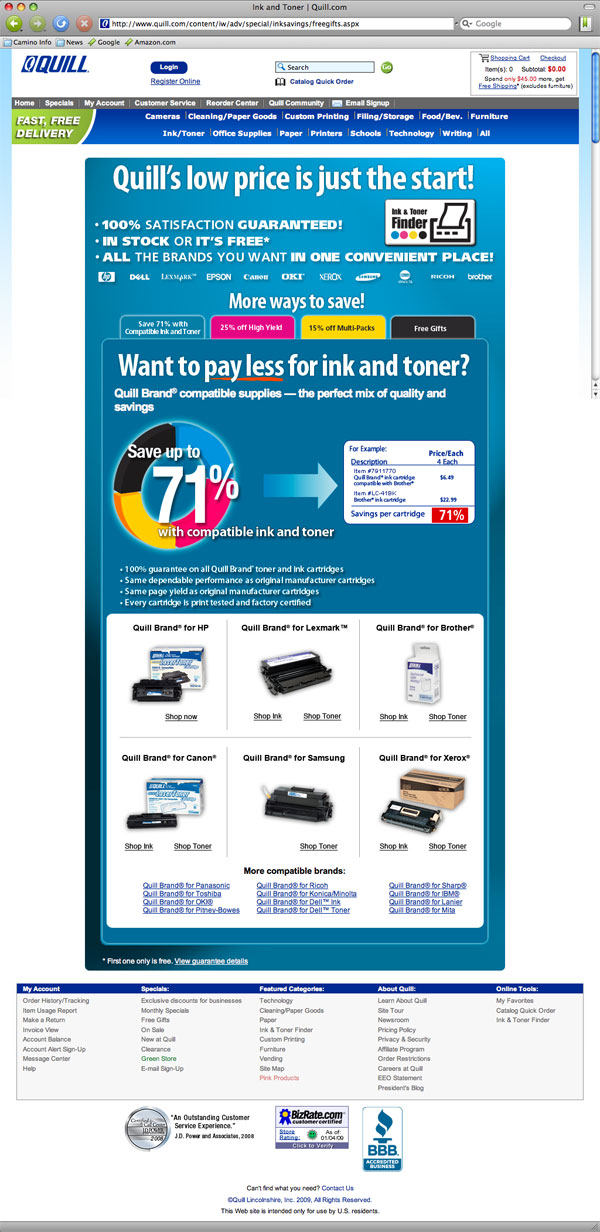 Ink and Toner | Quill.com
http://www.quill.com/content/iw/adv/special/inksavings/freegifts.aspx
Google
Camino Info News Google Amazon.com
QUILL
Login
Register Online
Search
Go
Catalog Quick Order
Shopping Cart Checkout
Item(s): 0 Subtotal: $0.00
Spend only $45.00 more, get
Free Shipping* (excludes furniture)
Home Specials My Account Customer Service Reorder Center Quill Community Email Signup
FAST, FREE
DELIVERY
Cameras Cleaning/Paper Goods Custom Printing Filing/Storage Food/Bev. Furniture
Ink/Toner Office Supplies Paper Printers Schools Technology Writing All
Quill's low price is just the start!
• 100% SATISFACTION GUARANTEED!
• IN STOCK OR IT'S FREE*
• ALL THE BRANDS YOU WANT IN ONE CONVENIENT PLACE!
Ink & Toner
Finder
hp DELL LEXMARK EPSON Canon OKI XEROX SAMSUNG RICOH brother
More ways to save!
Save 71% with
Compatible Ink and Toner
25% off High Yield
15% off Multi-Packs
Free Gifts
Want to pay less for ink and toner?
Quill Brand® compatible supplies — the perfect mix of quality and
savings
Save up to
71%
with compatible ink and toner
For Example:
Description
Price/Each
4 Each
Item #7911770
Quill Brand® ink cartridge
compatible with Brother®
$6.49
Item #LC-41BK
Brother® ink cartridge
$22.99
Savings per cartridge 71%
• 100% guarantee on all Quill Brand® toner and ink cartridges
• Same dependable performance as original manufacturer cartridges
• Same page yield as original manufacturer cartridges
• Every cartridge is print tested and factory certified
Quill Brand® for HP Quill Brand® for Lexmark™ Quill Brand® for Brother®
Shop now Shop Ink Shop Toner Shop Ink Shop Toner
Quill Brand® for Canon® Quill Brand® for Samsung Quill Brand® for Xerox®
Shop Ink Shop Toner Shop Toner Shop Ink Shop Toner
More compatible brands:
Quill Brand® for Panasonic Quill Brand® for Ricoh Quill Brand® for Sharp®
Quill Brand® for Toshiba Quill Brand® for Konica/Minolta Quill Brand® for IBM®
Quill Brand® for OKI® Quill Brand® for Dell™ Ink Quill Brand® for Lanier
Quill Brand® for Pitney-Bowes Quill Brand® for Dell™ Toner Quill Brand® for Mita
* First one only is free. View guarantee details
My Account
Order History/Tracking
Item Usage Report
Make a Return
Invoice View
Account Balance
Account Alert Sign-Up
Message Center
Help
Specials:
Exclusive discounts for businesses
Monthly Specials
Free Gifts
On Sale
New at Quill
Clearance
Green Store
E-mail Sign-Up
Featured Categories:
Technology
Cleaning/Paper Goods
Paper
Ink & Toner Finder
Custom Printing
Furniture
Vending
Site Map
Pink Products
About Quill:
Learn About Quill
Site Tour
Newsroom
Pricing Policy
Privacy & Security
Affiliate Program
Order Restrictions
Careers at Quill
EEO Statement
President's Blog
Online Tools:
My Favorites
Catalog Quick Order
Ink & Toner Finder
Certified
Call Center
J.D. POWER
2008
"An Outstanding Customer
Service Experience."
J.D. Power and Associates, 2008
BizRate.com
customer certified
Store
Rating:
As of:
01/04/09
Click to Verify
BBB
ACCREDITED
BUSINESS
Can't find what you need? Contact Us
©Quill Lincolnshire, Inc. 2009, All Rights Reserved.
This Web site is intended only for use by U.S. residents.